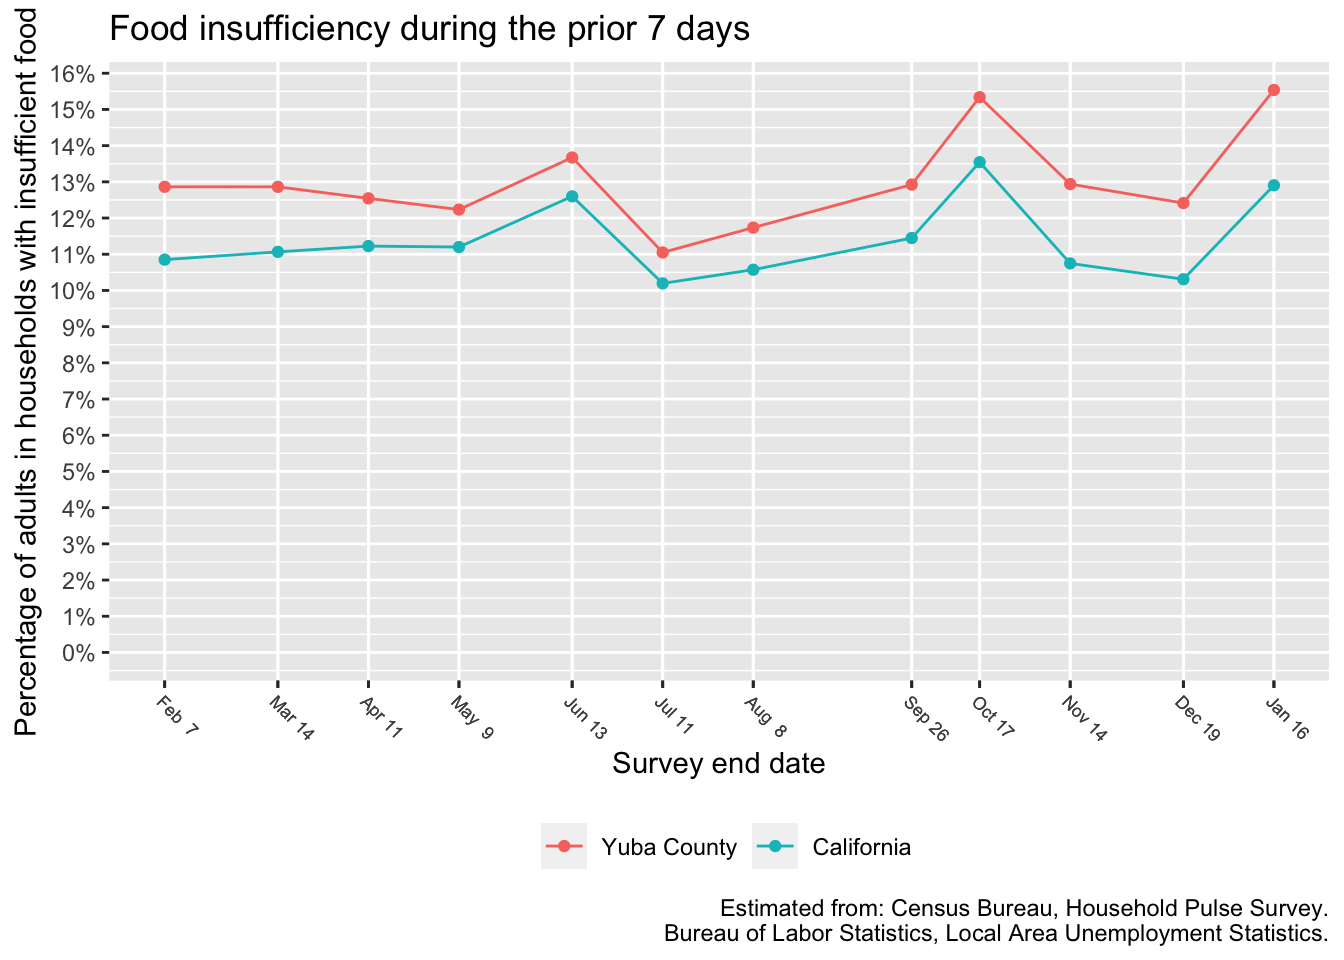 Food insufficiency during the prior 7 days
Percentage of adults in households with insufficient food
16%
15%
14%
13%
12%
11%
10%
9%
8%
7%
6%
5%
4%
3%
2%
1%
0%
Feb 7
Mar 14
Apr 11
May 9
Jun 13
Jul 11
Aug 8
Sep 26
Oct 17
Nov 14
Dec 19
Jan 16
Survey end date
Yuba County
California
Estimated from: Census Bureau, Household Pulse Survey.
Bureau of Labor Statistics, Local Area Unemployment Statistics.